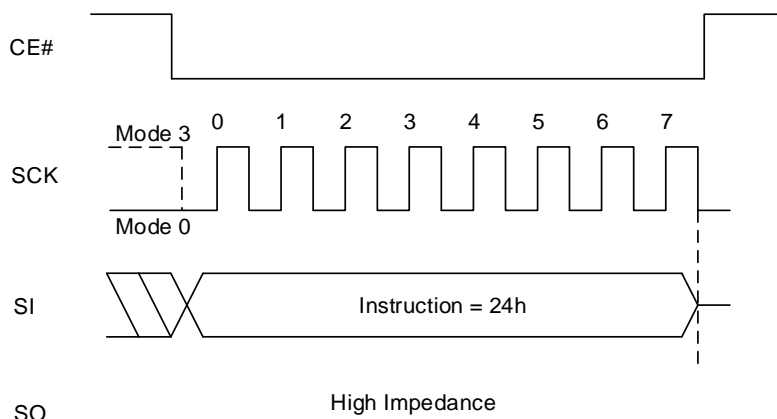 CE#
Mode 3
0 1 2 3 4 5 6 7
SCK
Mode 0
SI
Instruction = 24h
High Impedance
SO